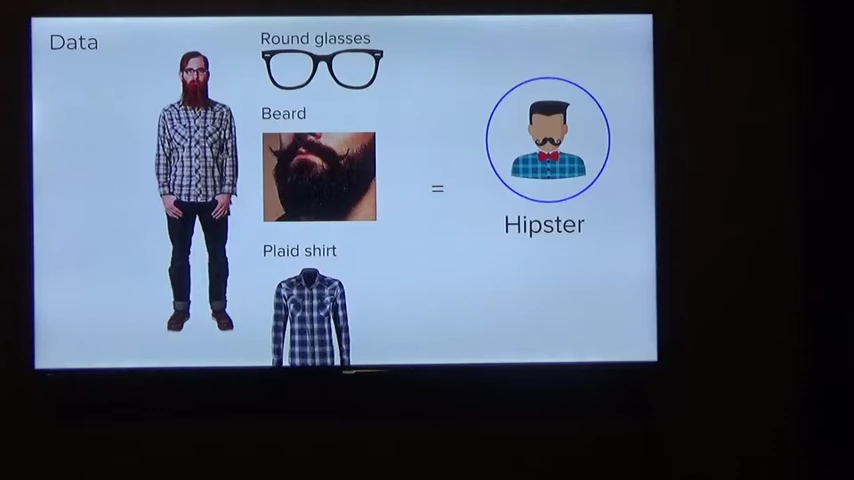 Data
Round glasses
Beard
=
Hipster
Plaid shirt